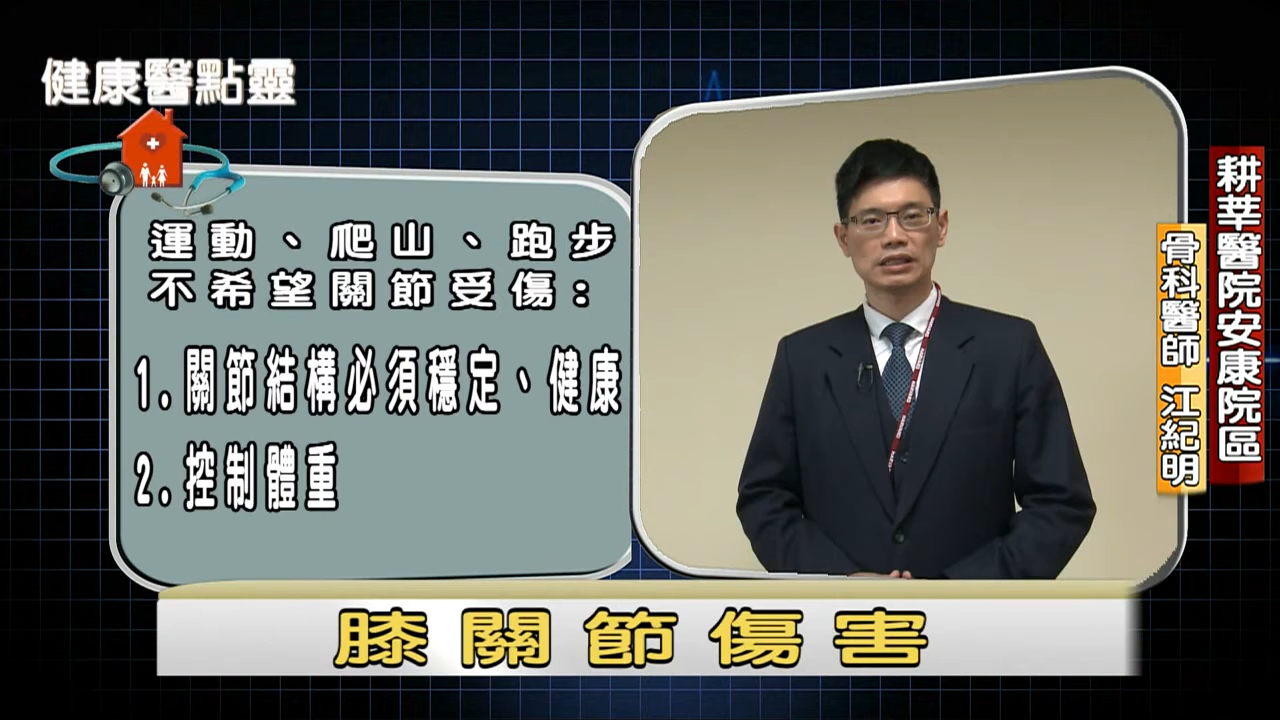 健康醫點靈
運動、爬山、跑步
不希望關節受傷:
1.關節結構必須穩定、健康
2.控制體重
耕莘醫院安康院區
骨科醫師 江紀明
膝關節傷害